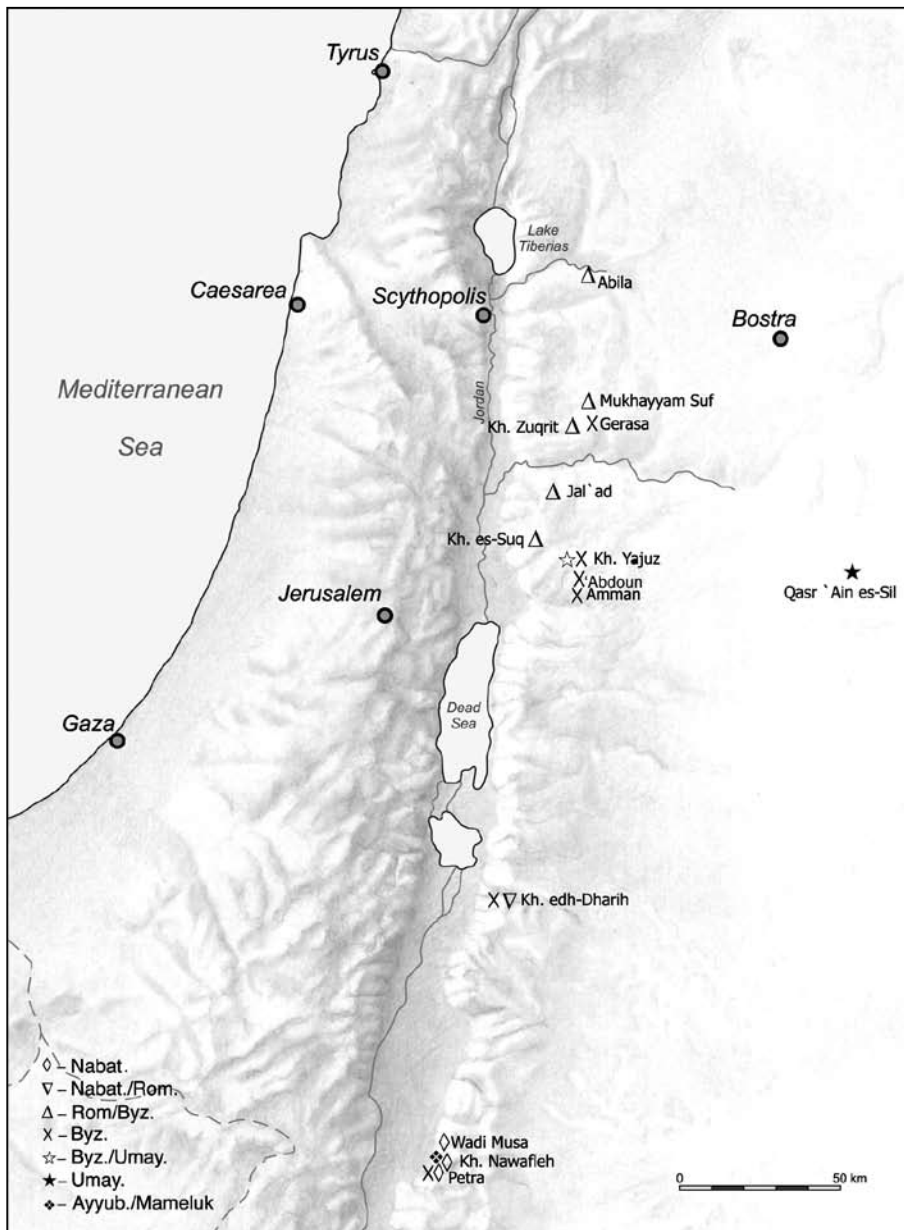 Tyrus
Lake
Tiberias
Abila
Caesarea
Scythopolis
Bostra
Mediterranean
Sea
Jordan
Mukhayyam Suf
Kh. Zuqrit
Gerasa
Jal`ad
Kh. es-Suq
Kh. Yajuz
`Abdoun
Amman
Qasr `Ain es-Sil
Jerusalem
Dead
Sea
Gaza
Kh. edh-Dharih
– Nabat.
– Nabat./Rom.
– Rom/Byz.
– Byz.
– Byz./Umay.
– Umay.
– Ayyub./Mameluk
Wadi Musa
Kh. Nawafleh
Petra
0 50 km